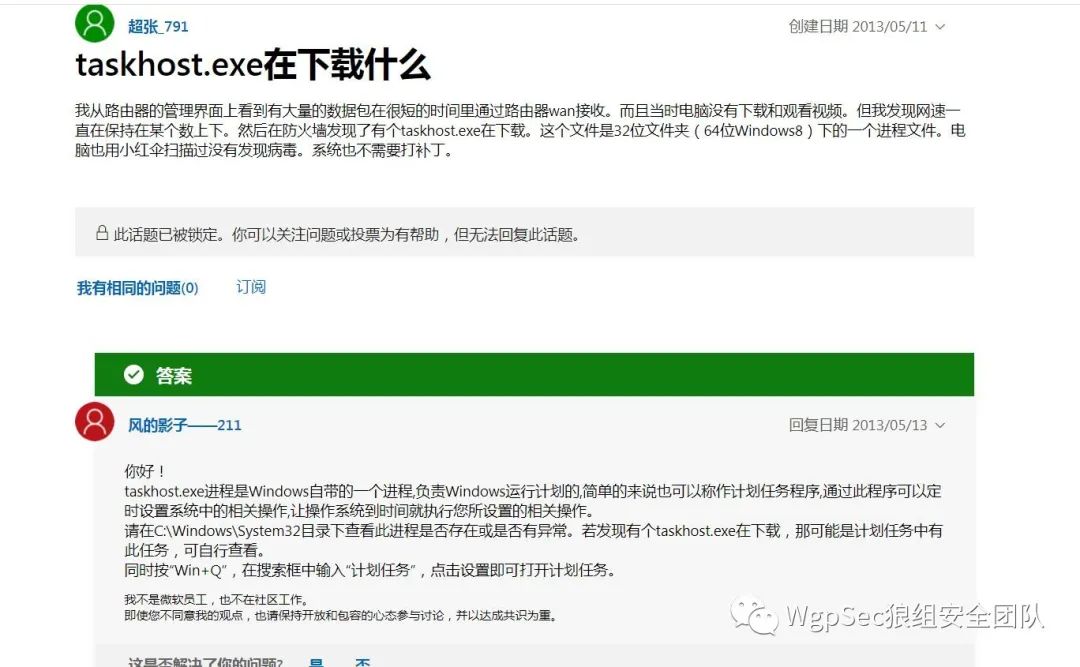 超张_791
创建日期 2013/05/11
taskhost.exe在下载什么
我从路由器的管理界面上看到有大量的数据包在很短的时间里通过路由器wan接收。而且当时电脑没有下载和观看视频。但我发现网速一
直在保持在某个数上下。然后在防火墙发现了有个taskhost.exe在下载。这个文件是32位文件夹（64位Windows8）下的一个进程文件。电
脑也用小红伞扫描过没有发现病毒。系统也不需要打补丁。
此话题已被锁定。你可以关注问题或投票为有帮助，但无法回复此话题。
我有相同的问题(0)
订阅
答案
风的影子——211
回复日期 2013/05/13
你好！
taskhost.exe进程是Windows自带的一个进程,负责Windows运行计划的,简单的来说也可以称作计划任务程序,通过此程序可以定
时设置系统中的相关操作,让操作系统到时间就执行您所设置的相关操作。
请在C:\Windows\System32目录下查看此进程是否存在或是否有异常。若发现有个taskhost.exe在下载，那可能是计划任务中有
此任务，可自行查看。
同时按“Win+Q”，在搜索框中输入“计划任务”，点击设置即可打开计划任务。
我不是微软员工，也不在社区工作。
即使您不同意我的观点，也请保持开放和包容的心态参与讨论，并以达成共识为重。
WgpSec狼组安全团队
这是否解决了你的问题?
是
否